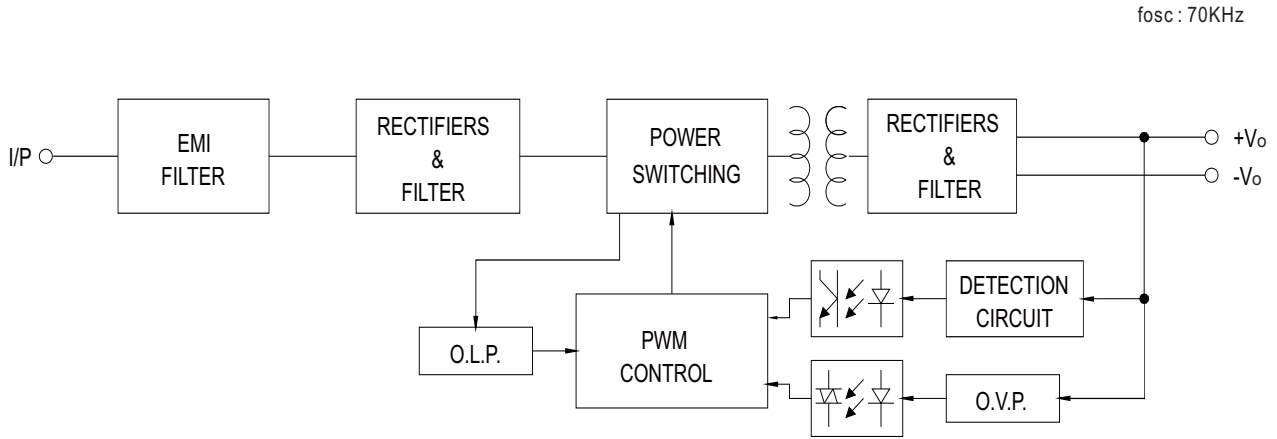 fosc : 70KHz
I/P
EMI
FILTER
RECTIFIERS
&
FILTER
POWER
SWITCHING
RECTIFIERS
&
FILTER
+Vo
-Vo
O.L.P.
PWM
CONTROL
DETECTION
CIRCUIT
O.V.P.